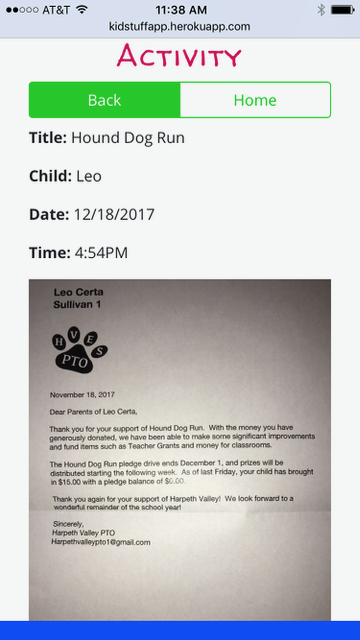 AT&T 11:38 AM
kidstuffapp.herokuapp.com
Activity
Back Home
Title: Hound Dog Run
Child: Leo
Date: 12/18/2017
Time: 4:54PM
Leo Certa
Sullivan 1
HVES
PTO
November 18, 2017
Dear Parents of Leo Certa,
Thank you for your support of Hound Dog Run. With the money you have
generously donated, we have been able to make some significant improvements
and fund items such as Teacher Grants and money for classrooms.
The Hound Dog Run pledge drive ends December 1, and prizes will be
distributed starting the following week. As of last Friday, your child has brought
in $15.00 with a pledge balance of $0.00.
Thank you again for your support of Harpeth Valley! We look forward to a
wonderful remainder of the school year!
Sincerely,
Harpeth Valley PTO
Harpethvalleypto1@gmail.com